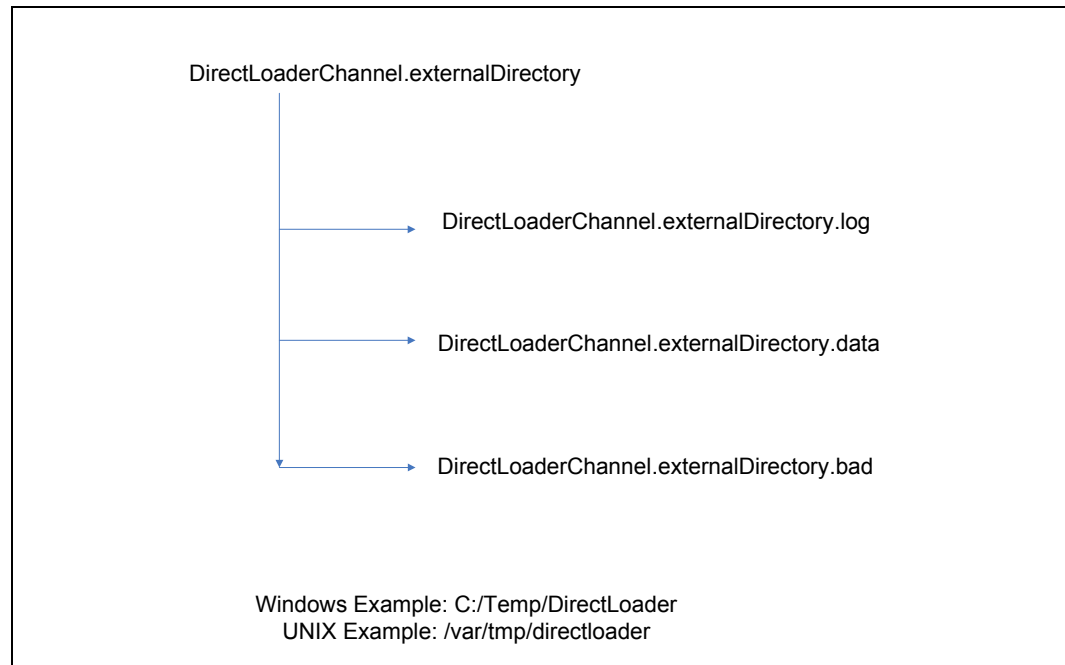 DirectLoaderChannel.externalDirectory
DirectLoaderChannel.externalDirectory.log
DirectLoaderChannel.externalDirectory.data
DirectLoaderChannel.externalDirectory.bad
Windows Example: C:/Temp/DirectLoader
UNIX Example: /var/tmp/directloader